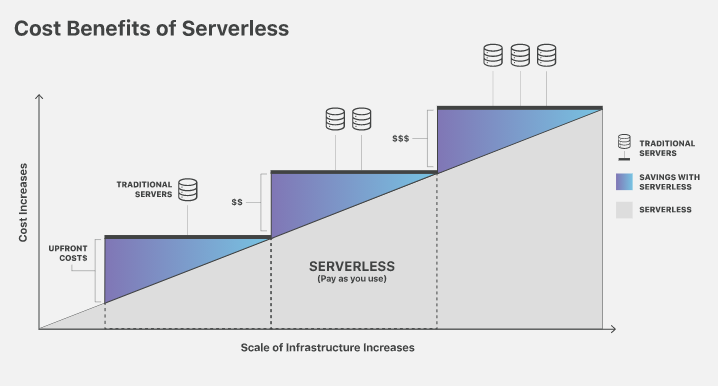 Cost Benefits of Serverless
$$$
TRADITIONAL
SERVERS
TRADITIONAL
SERVERS
SAVINGS WITH
SERVERLESS
SERVERLESS
$$
UPFRONT
COSTS
SERVERLESS
(Pay as you use)
Cost Increases
Scale of Infrastructure Increases